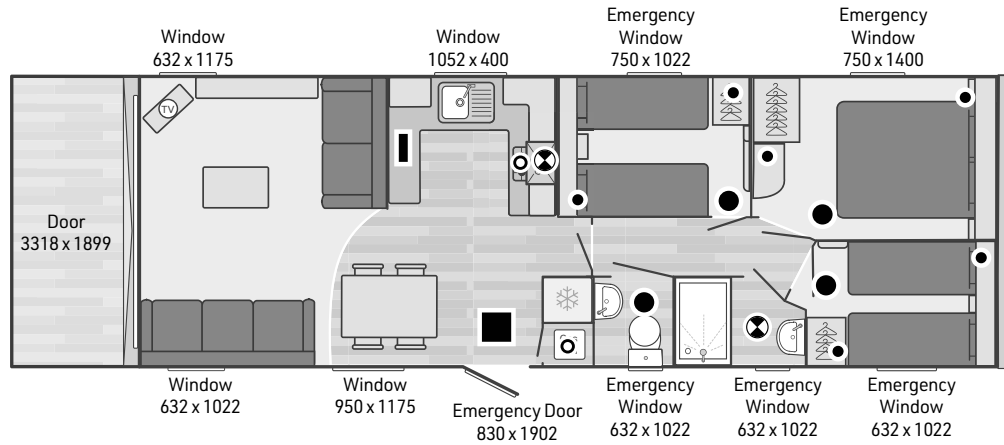 Window
632 x 1175
Window
1052 x 400
Emergency
Window
750 x 1022
Emergency
Window
750 x 1400
TV
Door
3318 x 1899
Window
632 x 1022
Window
950 x 1175
Emergency Door
830 x 1902
Emergency
Window
632 x 1022
Emergency
Window
632 x 1022
Emergency
Window
632 x 1022